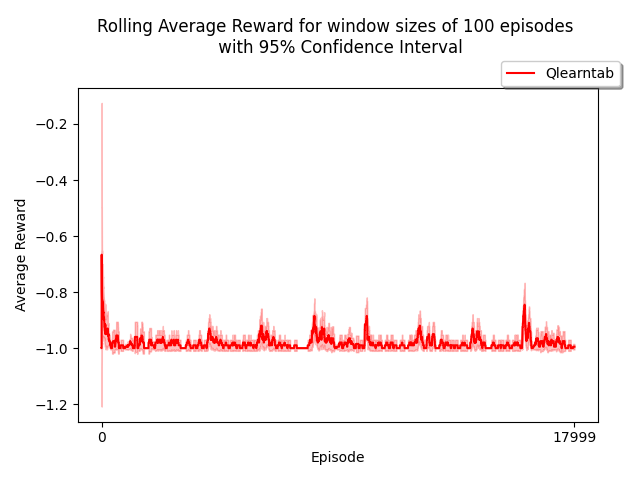 Rolling Average Reward for window sizes of 100 episodes
with 95% Confidence Interval
Qlearntab
−0.2
−0.4
−0.6
−0.8
−1.0
−1.2
Average Reward
0
17999
Episode